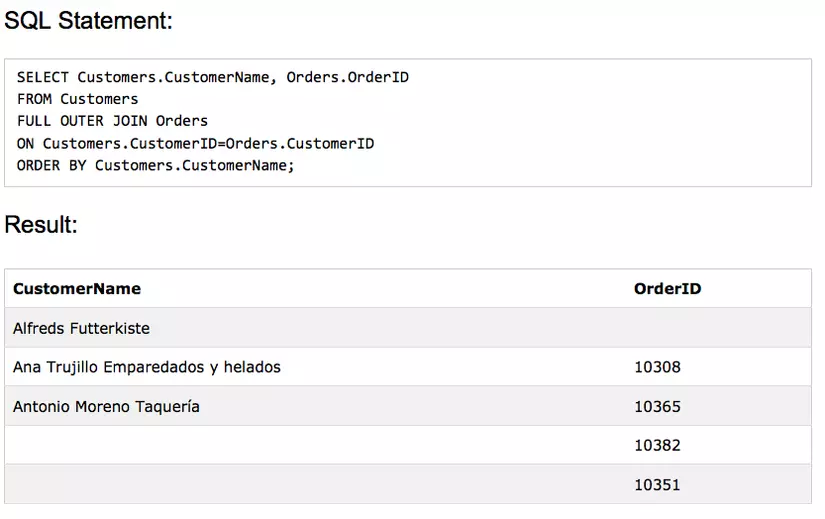 SQL Statement:
SELECT Customers.CustomerName, Orders.OrderID
FROM Customers
FULL OUTER JOIN Orders
ON Customers.CustomerID=Orders.CustomerID
ORDER BY Customers.CustomerName;
Result:
CustomerName OrderID
Alfreds Futterkiste
Ana Trujillo Emparedados y helados 10308
Antonio Moreno Taquería 10365
10382
10351